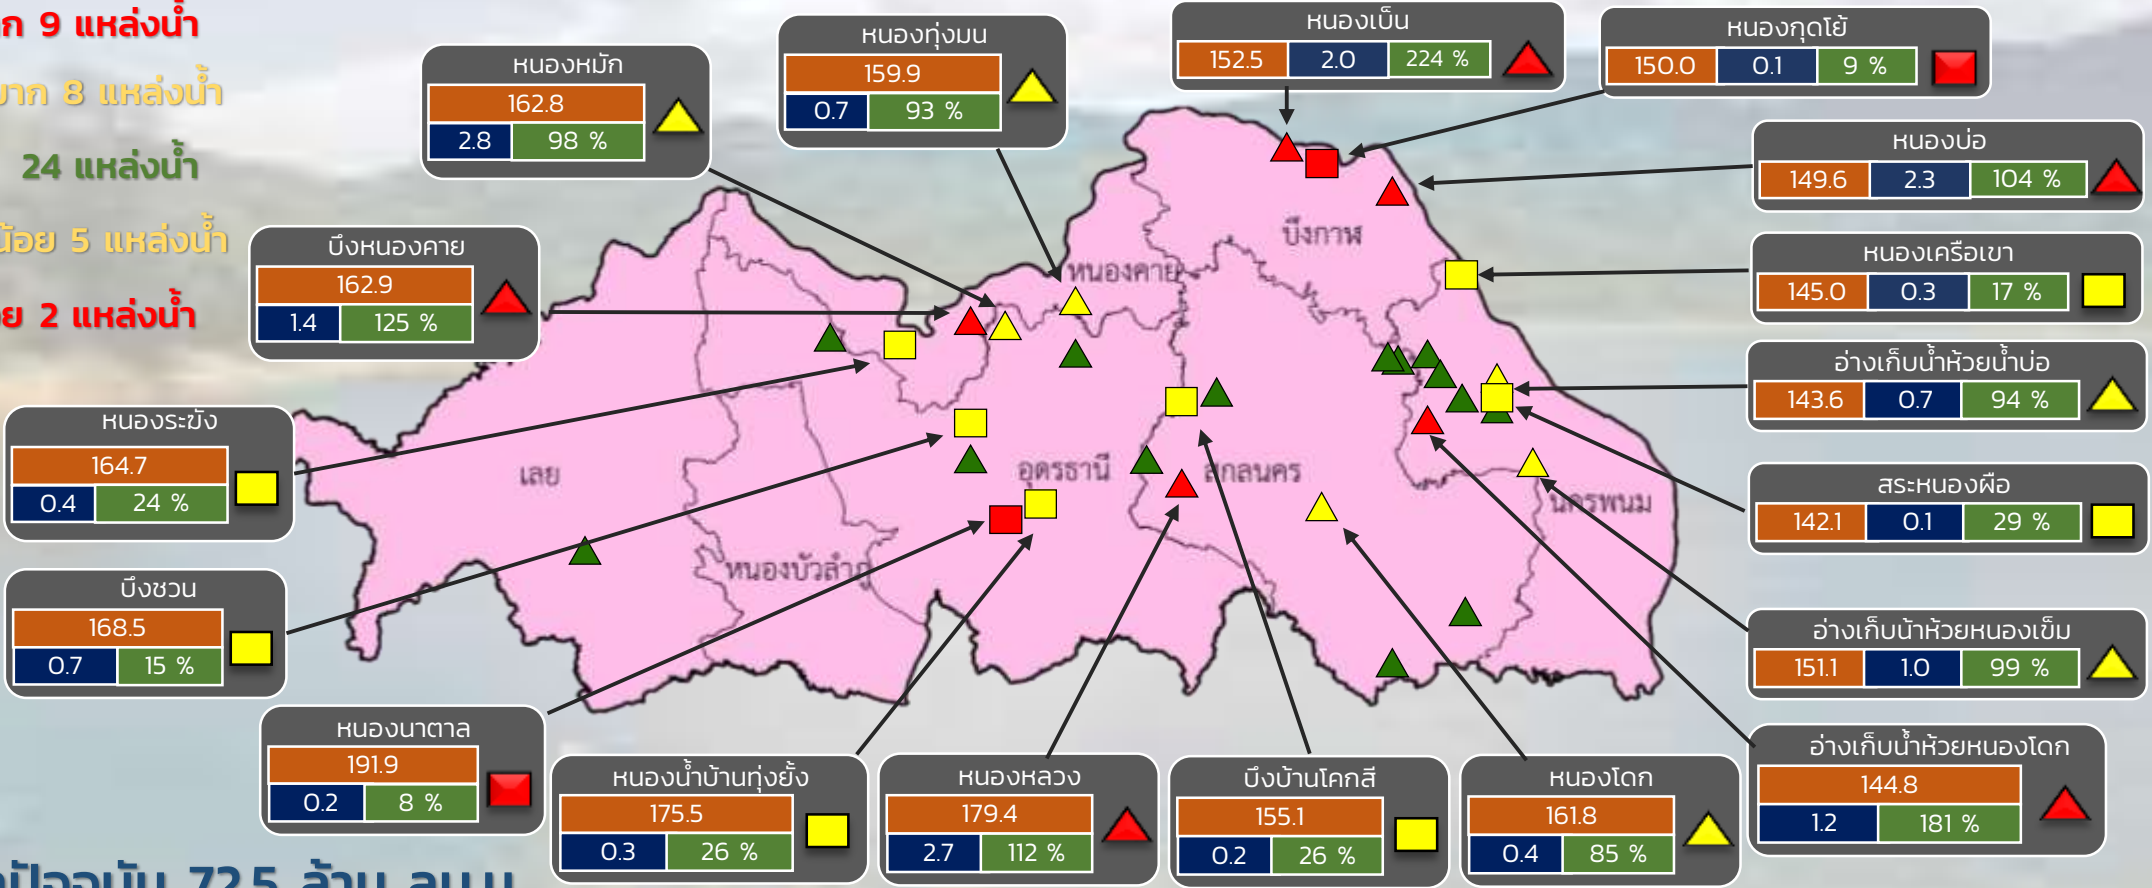 ก 9 แหล่งน้ำ
มาก 8 แหล่งน้ำ
24 แหล่งน้ำ
น้อย 5 แหล่งน้ำ
ย 2 แหล่งน้ำ
หนองหมัก
162.8
2.8 98 %
หนองทุ่งมน
159.9
0.7 93 %
หนองเบ็น
152.5 2.0 224 %
หนองกุดโย้
150.0 0.1 9 %
หนองบ่อ
149.6 2.3 104 %
บึงหนองคาย
162.9
1.4 125 %
หนองเครือเขา
145.0 0.3 17 %
อ่างเก็บน้ำห้วยน้ำบ่อ
143.6 0.7 94 %
หนองระฆัง
164.7
0.4 24 %
สระหนองผือ
142.1 0.1 29 %
บึงชวน
168.5
0.7 15 %
อ่างเก็บน้าห้วยหนองเข็ม
151.1 1.0 99 %
หนองนาตาล
191.9
0.2 8 %
หนองน้ำบ้านทุ่งยั้ง
175.5
0.3 26 %
หนองหลวง
179.4
2.7 112 %
บึงบ้านโคกสี
155.1
0.2 26 %
หนองโดก
161.8
0.4 85 %
อ่างเก็บน้ำห้วยหนองโดก
144.8
1.2 181 %
บึงกาฬ
หนองคาย
เลย
อุดรธานี
สกลนคร
นครพนม
หนองบัวลำภู
ปัจจุบัน 72.5 ล้าน ลบ.ม